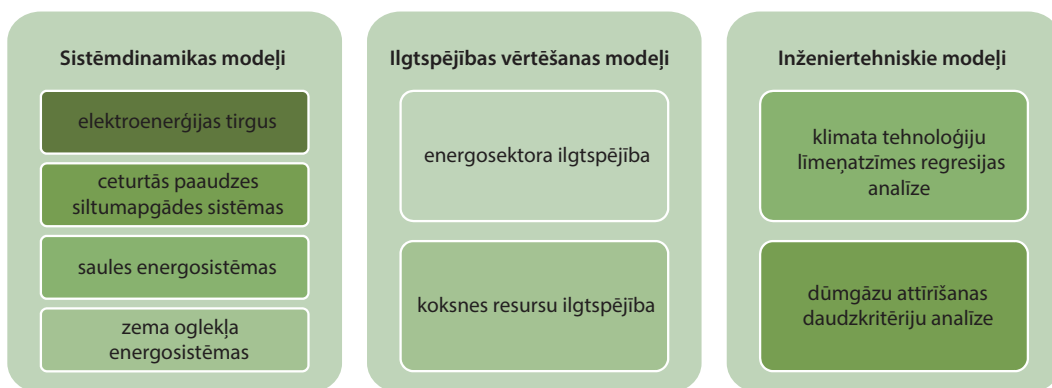 Sistēmdinamikas modeļi
elektroenerģijas tirgus
ceturtās paaudzes
siltumapgādes sistēmas
saules energosistēmas
zema oglekļa
energosistēmas
Ilgtspējības vērtēšanas modeļi
energosektora ilgtspējība
koksnes resursu ilgtspējība
Inženiertehniskie modeļi
klimata tehnoloģiju
līmeņatzīmes regresijas
analīze
dūmgāzu attīrīšanas
daudzkritēriju analīze